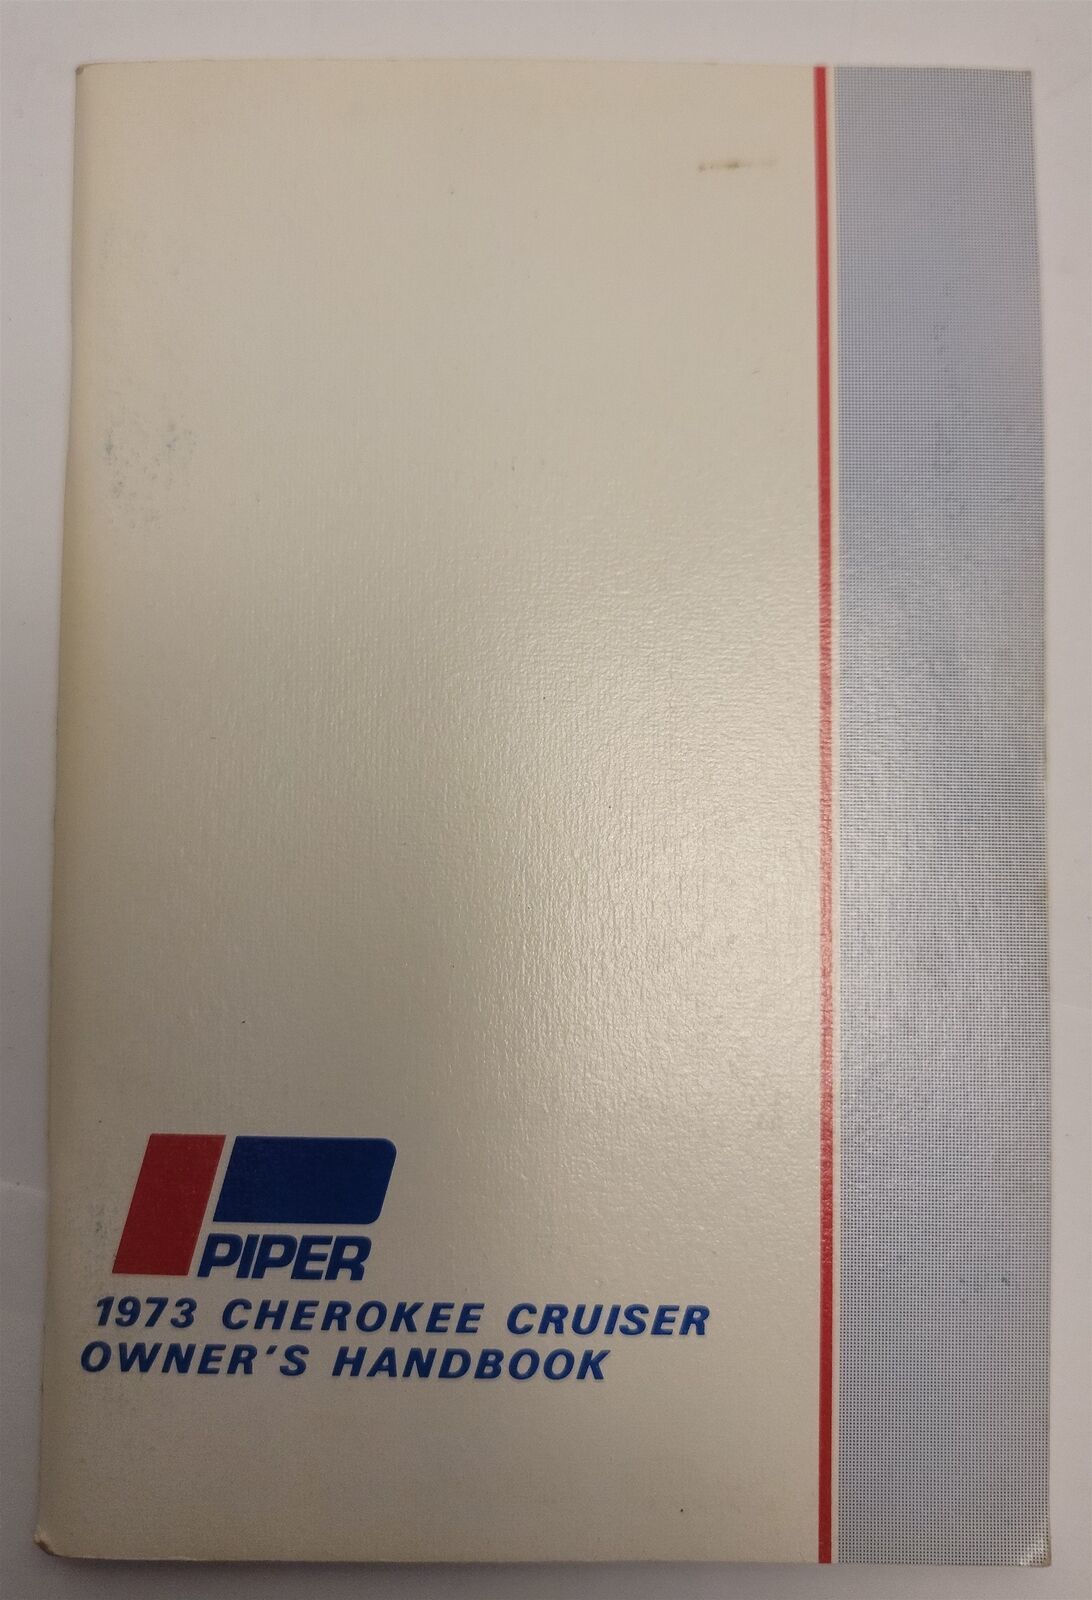 PIPER
1973 CHEROKEE CRUISER
OWNER'S HANDBOOK